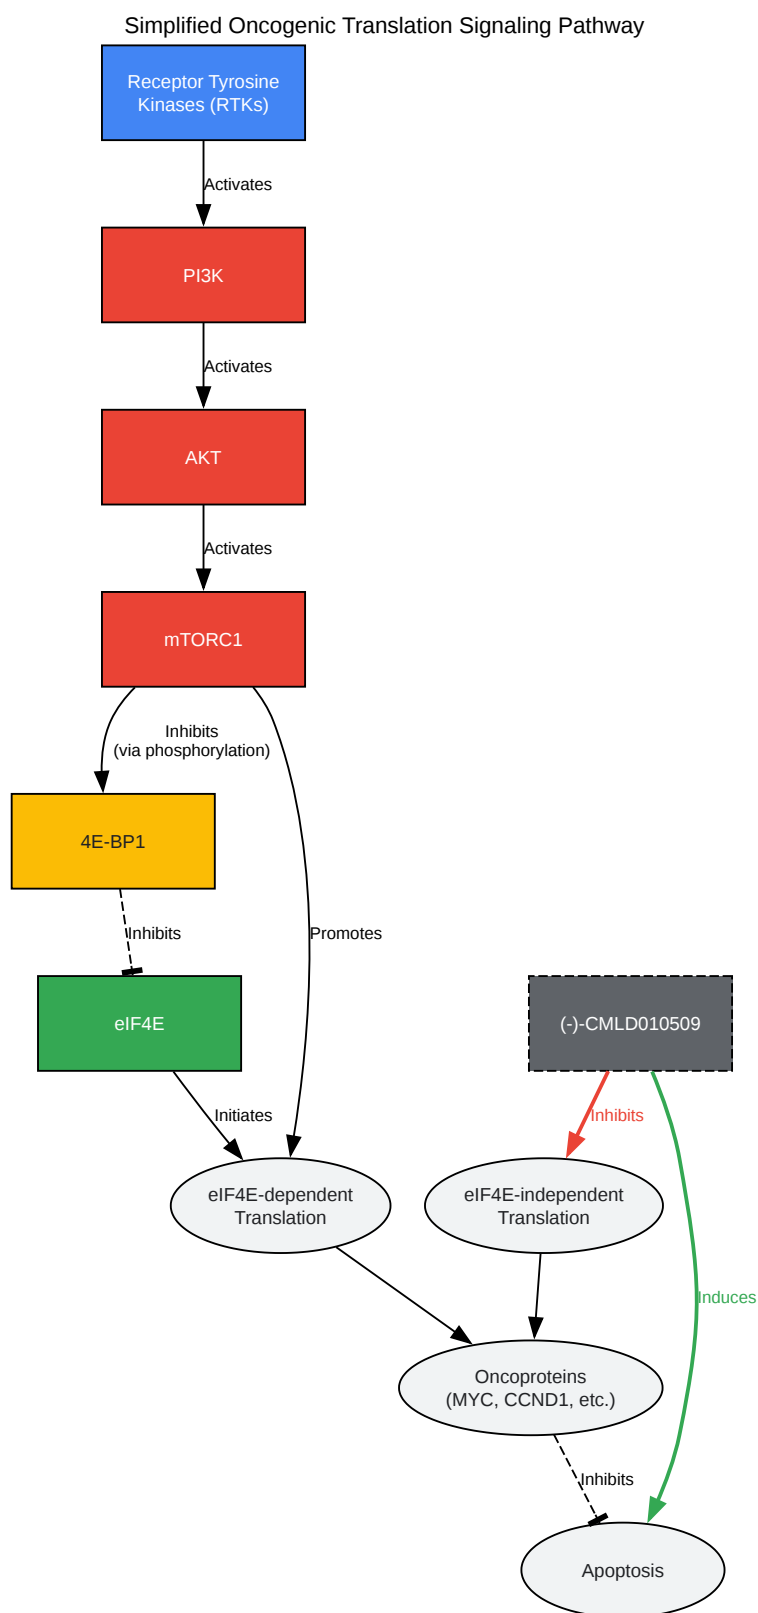 Simplified Oncogenic Translation Signaling Pathway
Receptor Tyrosine
Kinases (RTKs)
Activates
PI3K
Activates
AKT
Activates
mTORC1
Inhibits
(via phosphorylation)
4E-BP1
Inhibits
Promotes
eIF4E
(-)-CMLD010509
Initiates
Inhibits
eIF4E-dependent
Translation
eIF4E-independent
Translation
Induces
Oncoproteins
(MYC, CCND1, etc.)
Inhibits
Apoptosis